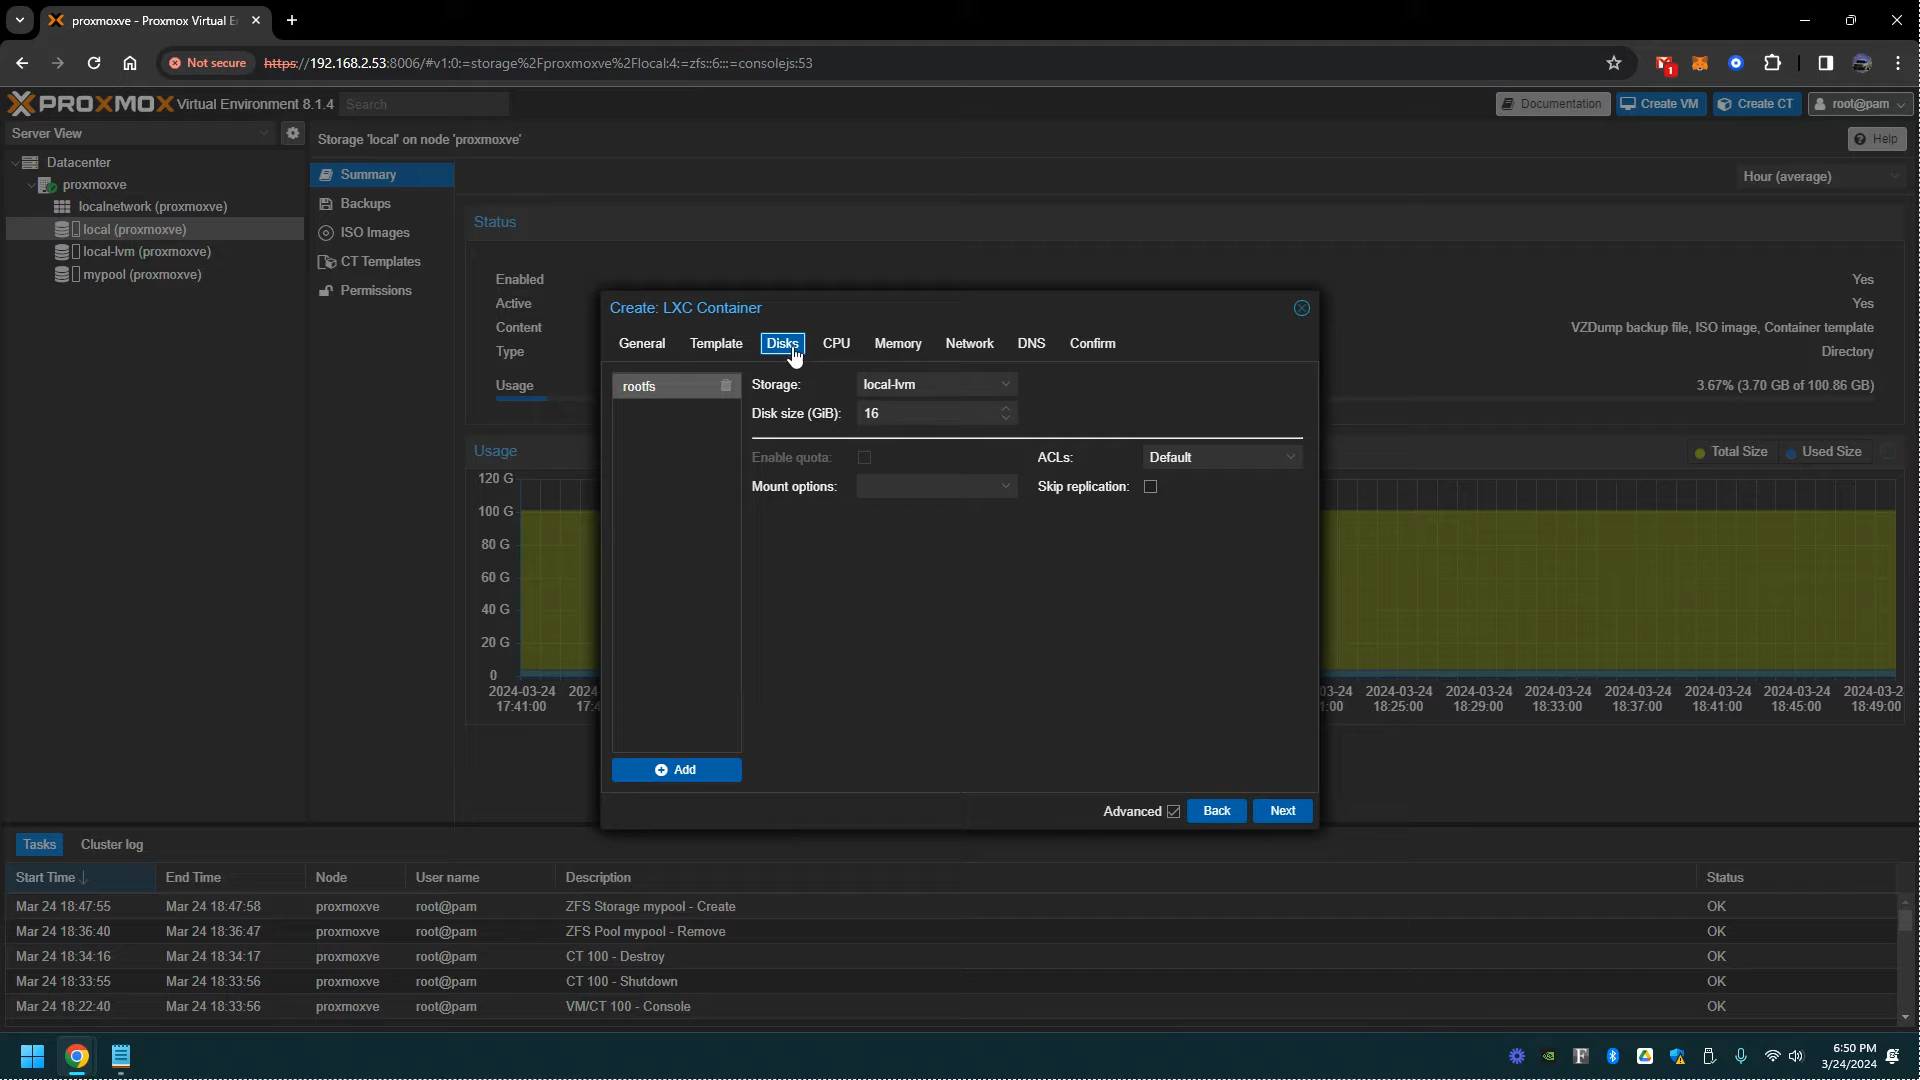 proxmoxve - Proxmox Virtual E
Not secure
https://192.168.2.53:8006/#v1:0:=storage%2Fproxmoxve%2Flocal:4:=zfs::6:::=consolejs:53
1
PROXMOX Virtual Environment 8.1.4
Search
Documentation
Create VM
Create CT
root@pam
Server View
Storage 'local' on node 'proxmoxve'
Help
Datacenter
proxmoxve
localnetwork (proxmoxve)
local (proxmoxve)
local-lvm (proxmoxve)
mypool (proxmoxve)
Summary
Backups
ISO Images
CT Templates
Permissions
Hour (average)
Status
Enabled
Yes
Active
Yes
Content
VZDump backup file, ISO image, Container template
Type
Directory
Usage
3.67% (3.70 GB of 100.86 GB)
Usage
Total Size
Used Size
120 G
100 G
80 G
60 G
40 G
20 G
0
2024-03-24
17:41:00
2024
17:4
03-24
1:00
2024-03-24
18:25:00
2024-03-24
18:29:00
2024-03-24
18:33:00
2024-03-24
18:37:00
2024-03-24
18:41:00
2024-03-24
18:45:00
2024-03-2
18:49:00
Create: LXC Container
General
Template
Disks
CPU
Memory
Network
DNS
Confirm
rootfs
Storage:
local-lvm
Disk size (GiB):
16
Enable quota:
ACLs:
Default
Mount options:
Skip replication:
Add
Advanced
Back
Next
Tasks
Cluster log
Start Time
End Time
Node
User name
Description
Status
Mar 24 18:47:55
Mar 24 18:47:58
proxmoxve
root@pam
ZFS Storage mypool - Create
OK
Mar 24 18:36:40
Mar 24 18:36:47
proxmoxve
root@pam
ZFS Pool mypool - Remove
OK
Mar 24 18:34:16
Mar 24 18:34:17
proxmoxve
root@pam
CT 100 - Destroy
OK
Mar 24 18:33:55
Mar 24 18:33:56
proxmoxve
root@pam
CT 100 - Shutdown
OK
Mar 24 18:22:40
Mar 24 18:33:56
proxmoxve
root@pam
VM/CT 100 - Console
OK
6:50 PM
3/24/2024